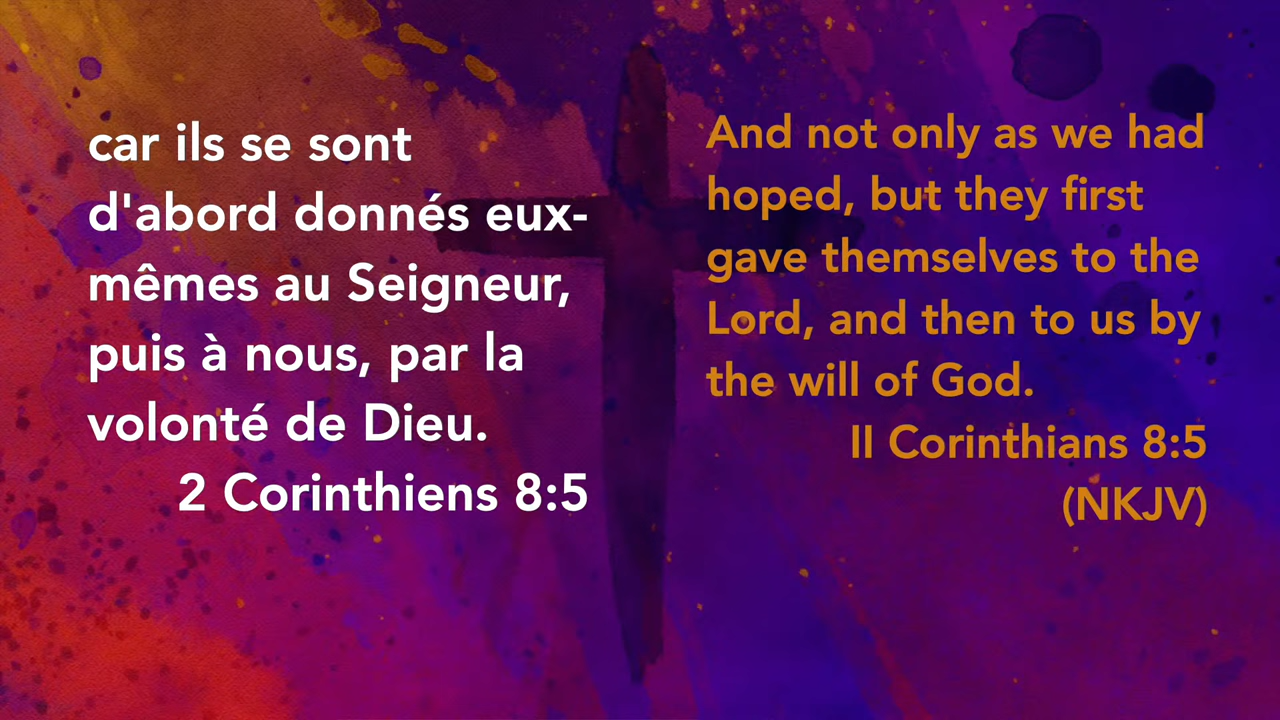 car ils se sont
d'abord donnés eux-
mêmes au Seigneur,
puis à nous, par la
volonté de Dieu.
2 Corinthiens 8:5
And not only as we had
hoped, but they first
gave themselves to the
Lord, and then to us by
the will of God.
II Corinthians 8:5
(NKJV)